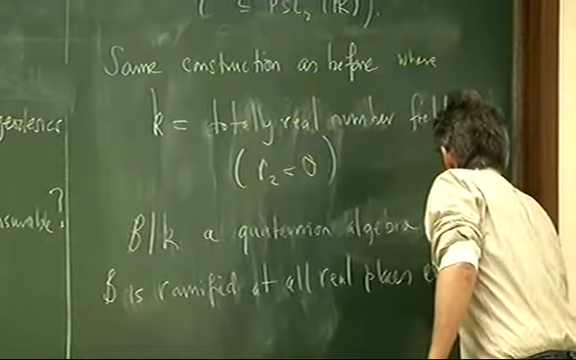 ⊆ PSL₂(ℝ)).
Same construction as before where
k = totally real number field
(r₂ = 0)
B/k a quaternion algebra
B is ramified at all real places
geodesics
surable?